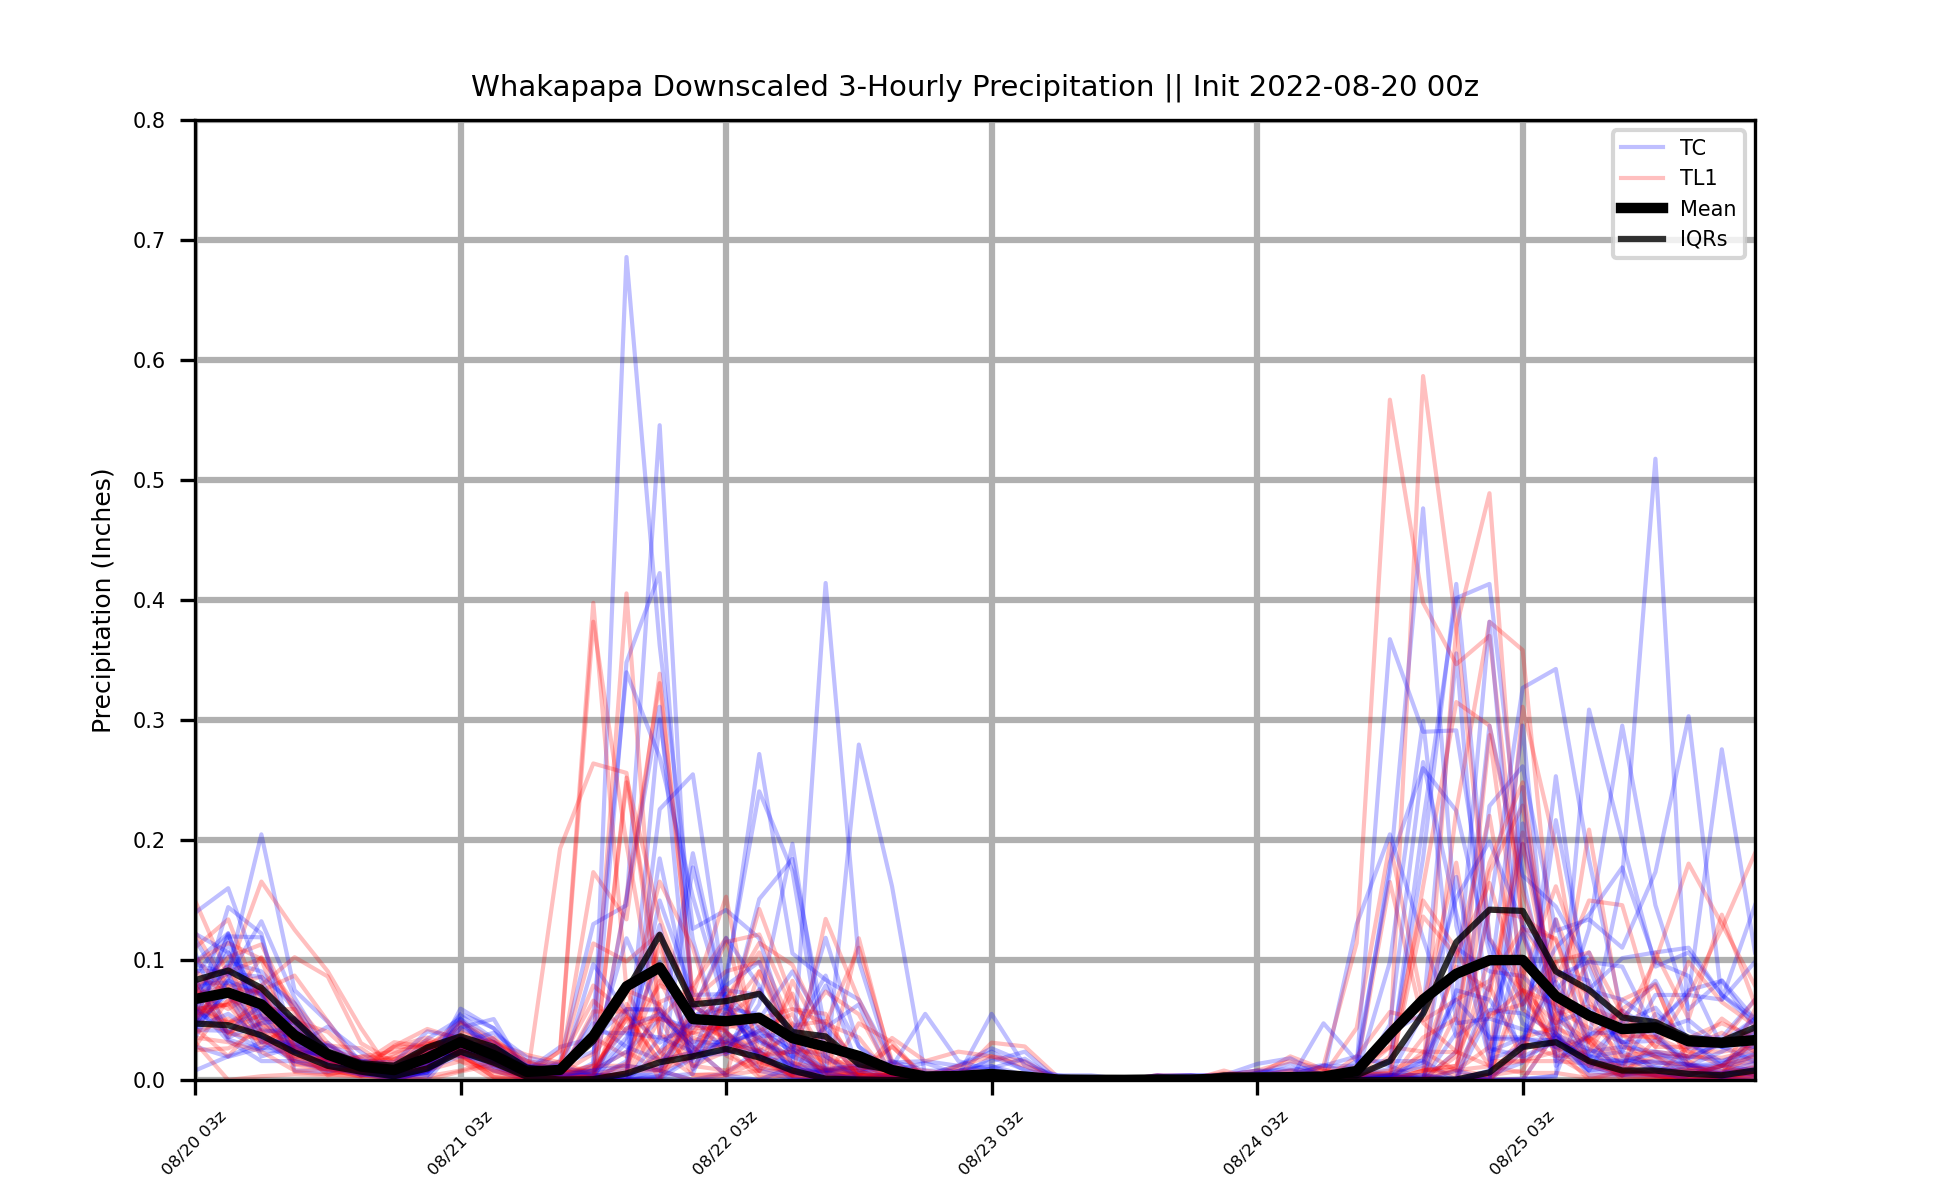 Whakapapa Downscaled 3-Hourly Precipitation || Init 2022-08-20 00z
TC
TL1
Mean
IQRs
Precipitation (Inches)
0.8
0.7
0.6
0.5
0.4
0.3
0.2
0.1
0.0
08/20 03z
08/21 03z
08/22 03z
08/23 03z
08/24 03z
08/25 03z